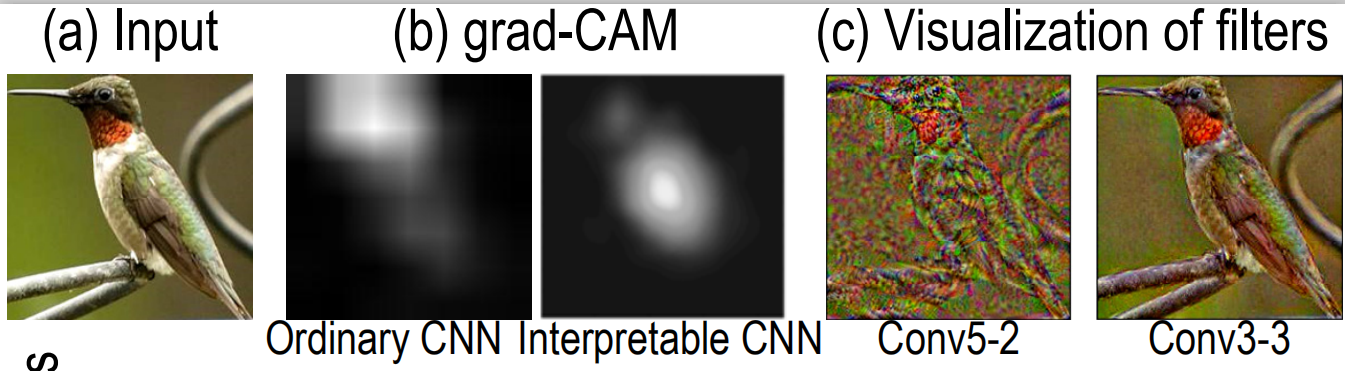 (a) Input (b) grad-CAM (c) Visualization of filters
Ordinary CNN Interpretable CNN Conv5-2 Conv3-3
s